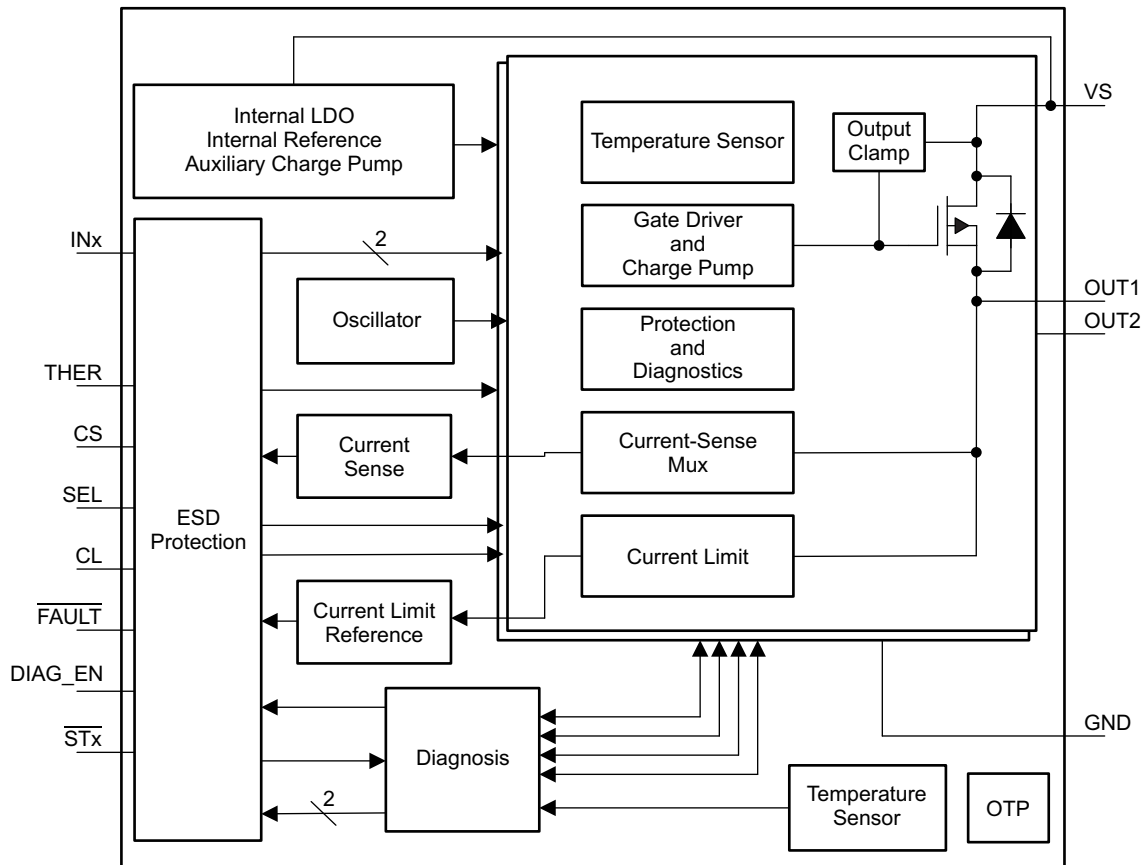 Internal LDO
Internal Reference
Auxiliary Charge Pump
Temperature Sensor
Output
Clamp
VS
INx
2
Gate Driver
and
Charge Pump
OUT1
OUT2
Oscillator
Protection
and
Diagnostics
THER
CS
Current
Sense
Current-Sense
Mux
SEL
ESD
Protection
CL
Current Limit
FAULT
Current Limit
Reference
DIAG_EN
STx
Diagnosis
GND
2
Temperature
Sensor
OTP